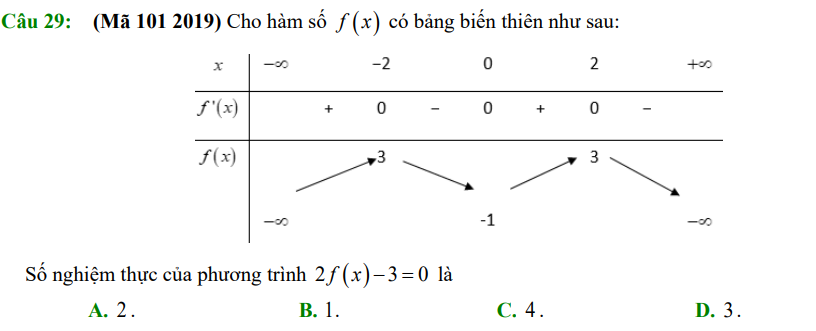 Câu 29: (Mã 101 2019) Cho hàm số f(x) có bảng biến thiên như sau:
x −∞ −2 0 2 +∞
f'(x) + 0 − 0 + 0 −
f(x) 3 3
−∞ -1 −∞
Số nghiệm thực của phương trình 2f(x)−3=0 là
A. 2. B. 1. C. 4. D. 3.